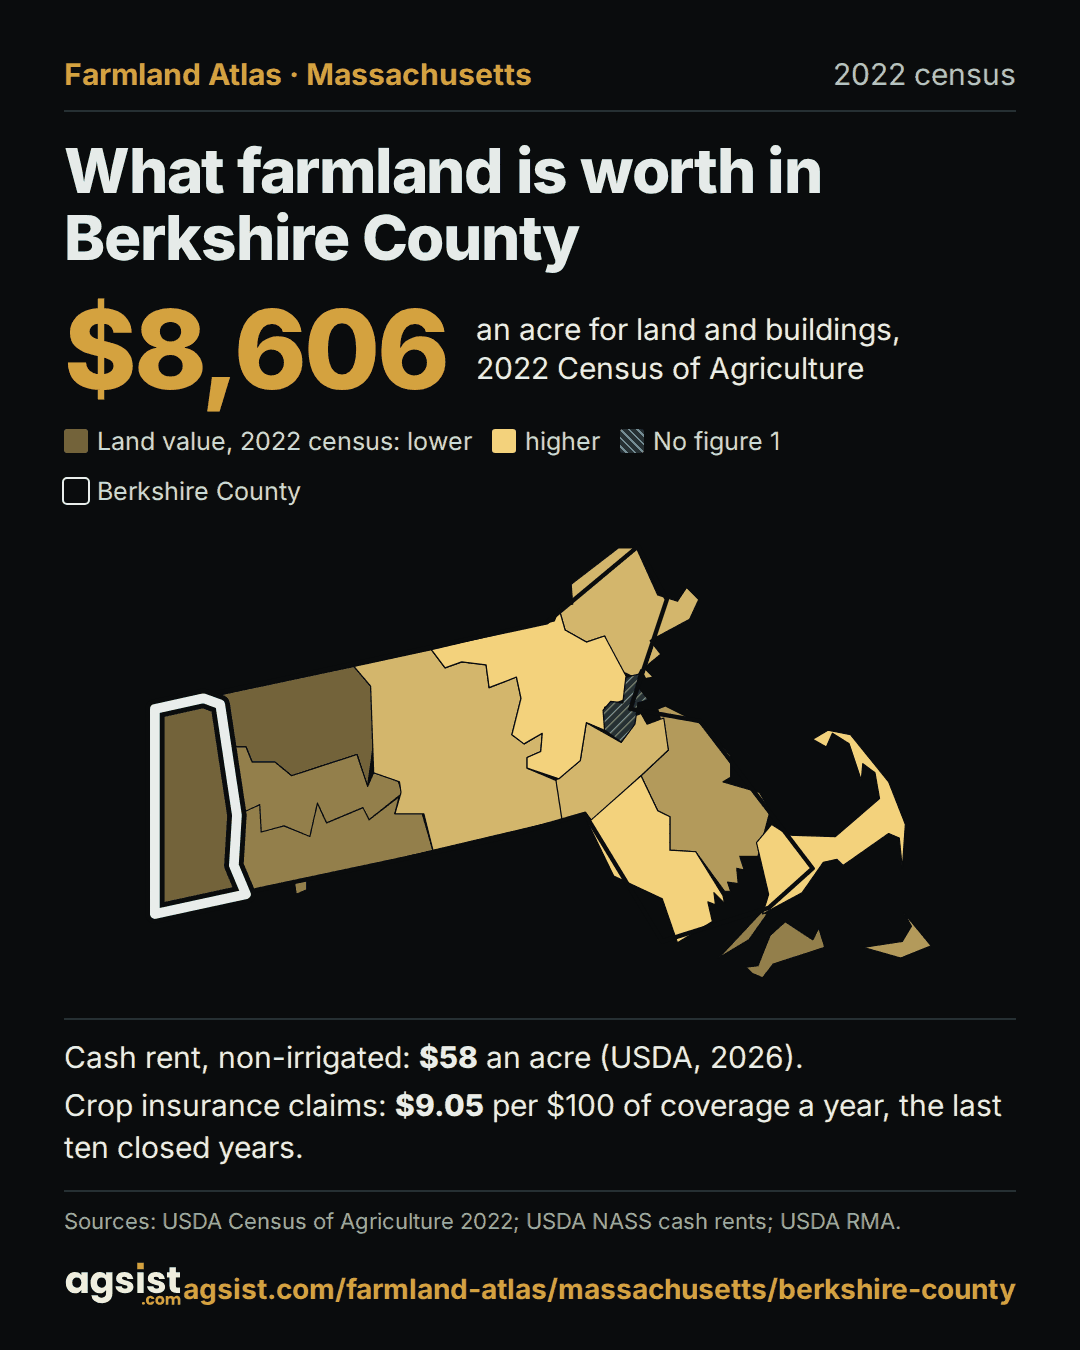 Farmland Atlas · Massachusetts
2022 census
What farmland is worth in
Berkshire County
$8,606
an acre for land and buildings,
2022 Census of Agriculture
Land value, 2022 census: lower
higher
No figure 1
Berkshire County
Cash rent, non-irrigated: $58 an acre (USDA, 2026).
Crop insurance claims: $9.05 per $100 of coverage a year, the last
ten closed years.
Sources: USDA Census of Agriculture 2022; USDA NASS cash rents; USDA RMA.
agsist
.com
agsist.com/farmland-atlas/massachusetts/berkshire-county